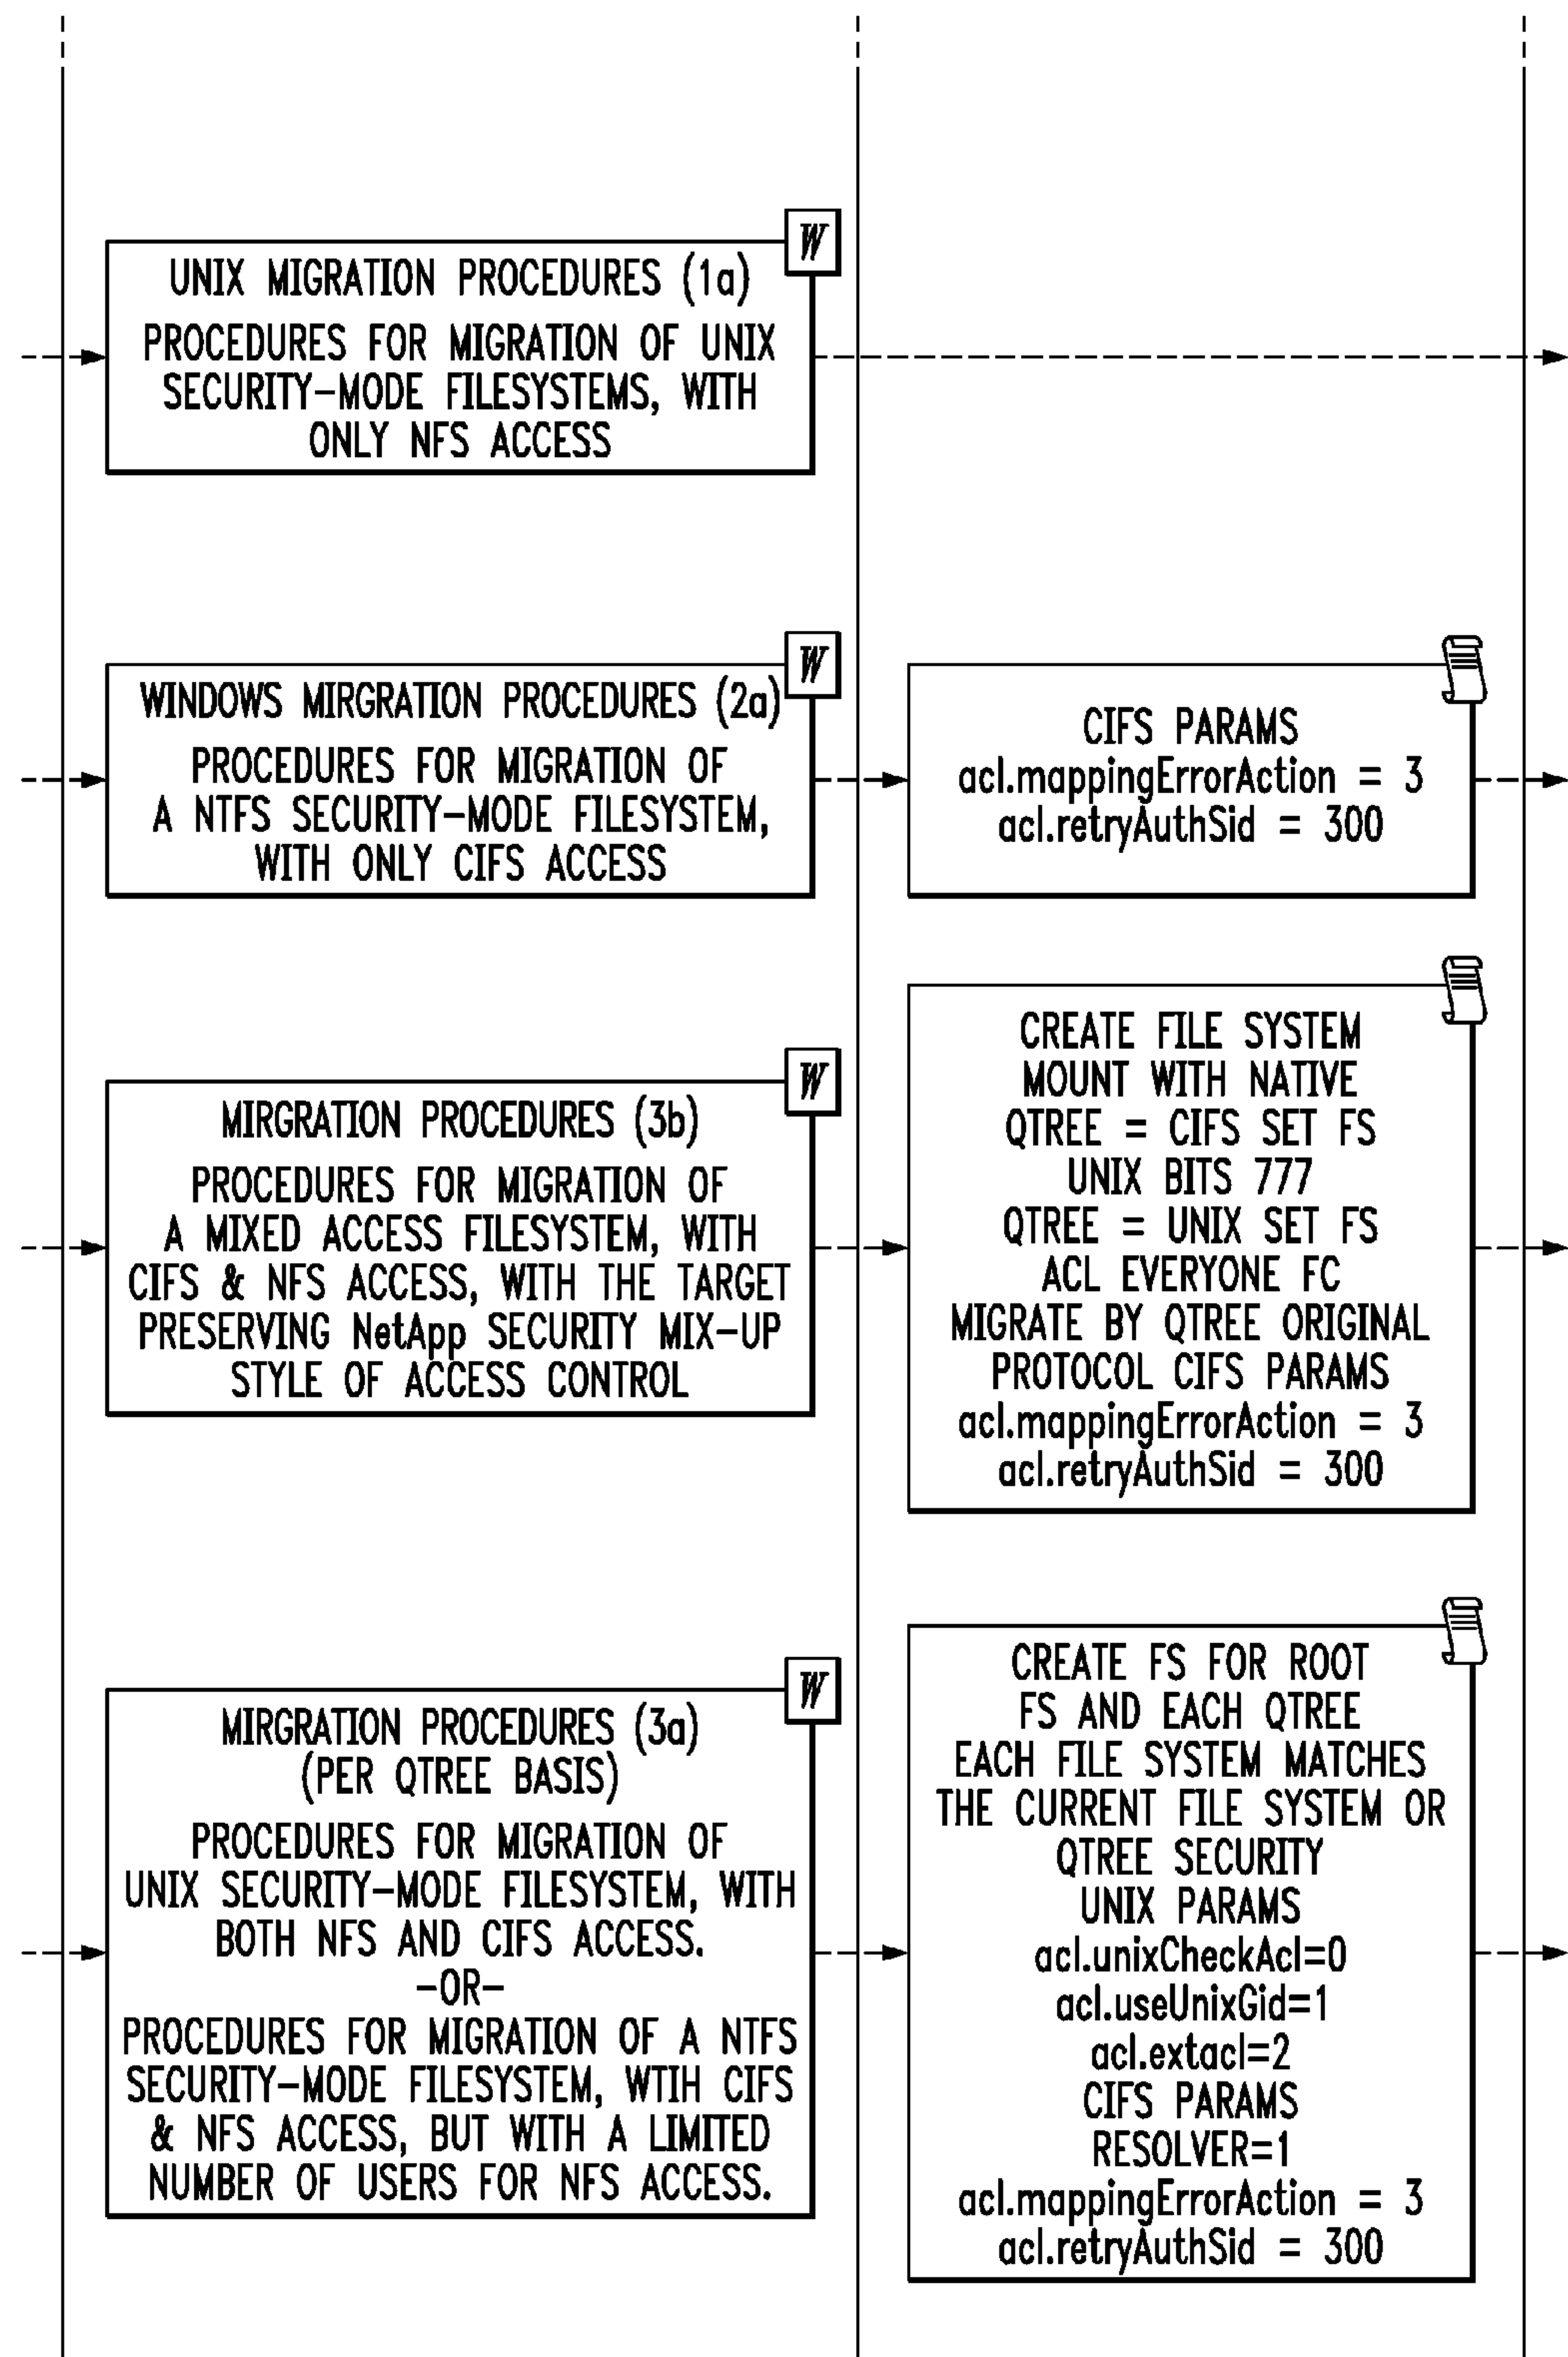 W
UNIX MIGRATION PROCEDURES (1a)
PROCEDURES FOR MIGRATION OF UNIX
SECURITY-MODE FILESYSTEMS, WITH
ONLY NFS ACCESS
W
WINDOWS MIRGRATION PROCEDURES (2a)
PROCEDURES FOR MIGRATION OF
A NTFS SECURITY-MODE FILESYSTEM,
WITH ONLY CIFS ACCESS
CIFS PARAMS
acl.mappingErrorAction = 3
acl.retryAuthSid = 300
W
MIRGRATION PROCEDURES (3b)
PROCEDURES FOR MIGRATION OF
A MIXED ACCESS FILESYSTEM, WITH
CIFS & NFS ACCESS, WITH THE TARGET
PRESERVING NetApp SECURITY MIX-UP
STYLE OF ACCESS CONTROL
CREATE FILE SYSTEM
MOUNT WITH NATIVE
QTREE = CIFS SET FS
UNIX BITS 777
QTREE = UNIX SET FS
ACL EVERYONE FC
MIGRATE BY QTREE ORIGINAL
PROTOCOL CIFS PARAMS
acl.mappingErrorAction = 3
acl.retryAuthSid = 300
W
MIRGRATION PROCEDURES (3a)
(PER QTREE BASIS)
PROCEDURES FOR MIGRATION OF
UNIX SECURITY-MODE FILESYSTEM, WITH
BOTH NFS AND CIFS ACCESS.
-OR-
PROCEDURES FOR MIGRATION OF A NTFS
SECURITY-MODE FILESYSTEM, WTIH CIFS
& NFS ACCESS, BUT WITH A LIMITED
NUMBER OF USERS FOR NFS ACCESS.
CREATE FS FOR ROOT
FS AND EACH QTREE
EACH FILE SYSTEM MATCHES
THE CURRENT FILE SYSTEM OR
QTREE SECURITY
UNIX PARAMS
acl.unixCheckAcl=0
acl.useUnixGid=1
acl.extacl=2
CIFS PARAMS
RESOLVER=1
acl.mappingErrorAction = 3
acl.retryAuthSid = 300